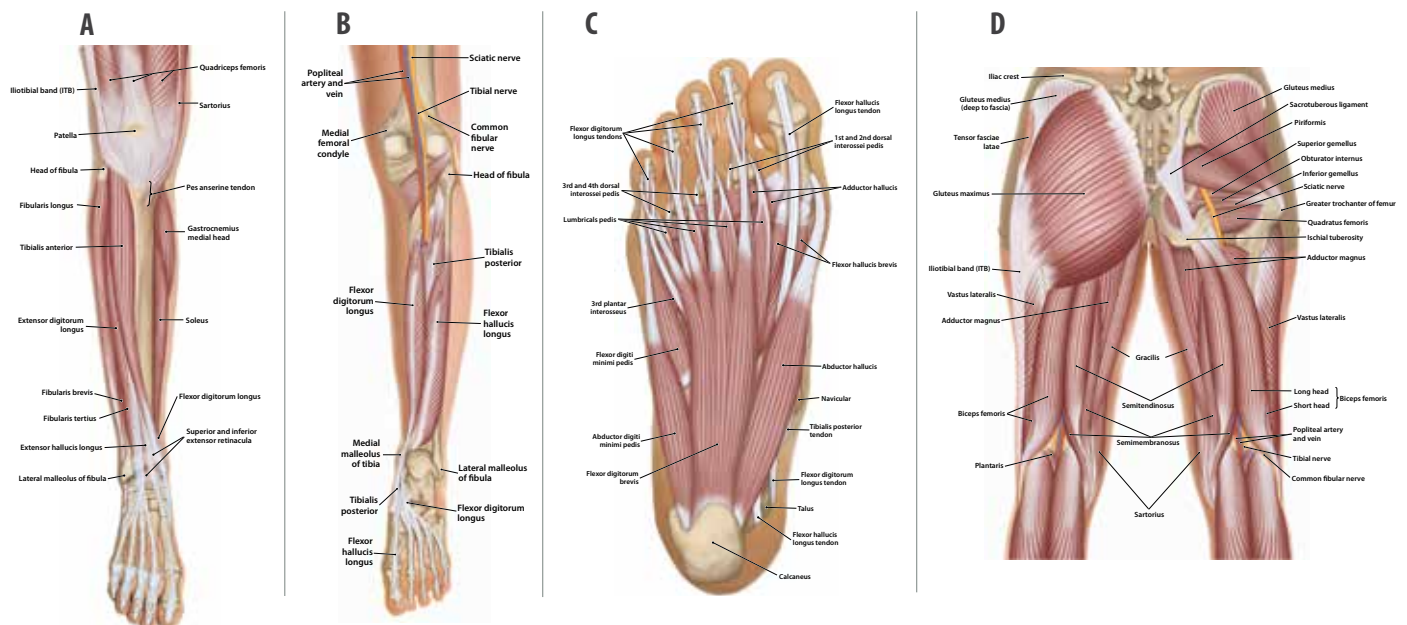 A
Quadriceps femoris
Iliotibial band (ITB)
Sartorius
Patella
Head of fibula
Pes anserine tendon
Fibularis longus
Gastrocnemius
medial head
Tibialis anterior
Extensor digitorum
longus
Soleus
Fibularis brevis
Flexor digitorum longus
Fibularis tertius
Superior and inferior
extensor retinacula
Extensor hallucis longus
Lateral malleolus of fibula
B
Sciatic nerve
Popliteal
artery and
vein
Tibial nerve
Medial
femoral
condyle
Common
fibular
nerve
Head of fibula
Tibialis
posterior
Flexor
digitorum
longus
Flexor
hallucis
longus
Medial
malleolus
of tibia
Lateral malleolus
of fibula
Tibialis
posterior
Flexor digitorum
longus
Flexor
hallucis
longus
C
Flexor hallucis
longus tendon
Flexor digitorum
longus tendons
1st and 2nd dorsal
interossei pedis
3rd and 4th dorsal
interossei pedis
Adductor hallucis
Lumbricals pedis
Flexor hallucis brevis
3rd plantar
interosseus
Flexor digiti
minimi pedis
Abductor hallucis
Navicular
Abductor digiti
minimi pedis
Tibialis posterior
tendon
Flexor digitorum
brevis
Flexor digitorum
longus tendon
Talus
Flexor hallucis
longus tendon
Calcaneus
D
Iliac crest
Gluteus medius
(deep to fascia)
Gluteus medius
Sacrotuberous ligament
Piriformis
Tensor fasciae
latae
Superior gemellus
Obturator internus
Inferior gemellus
Sciatic nerve
Gluteus maximus
Greater trochanter of femur
Quadratus femoris
Ischial tuberosity
Adductor magnus
Iliotibial band (ITB)
Vastus lateralis
Adductor magnus
Vastus lateralis
Gracilis
Long head
Biceps femoris
Short head
Semitendinosus
Biceps femoris
Popliteal artery
and vein
Semimembranosus
Tibial nerve
Plantaris
Common fibular nerve
Sartorius